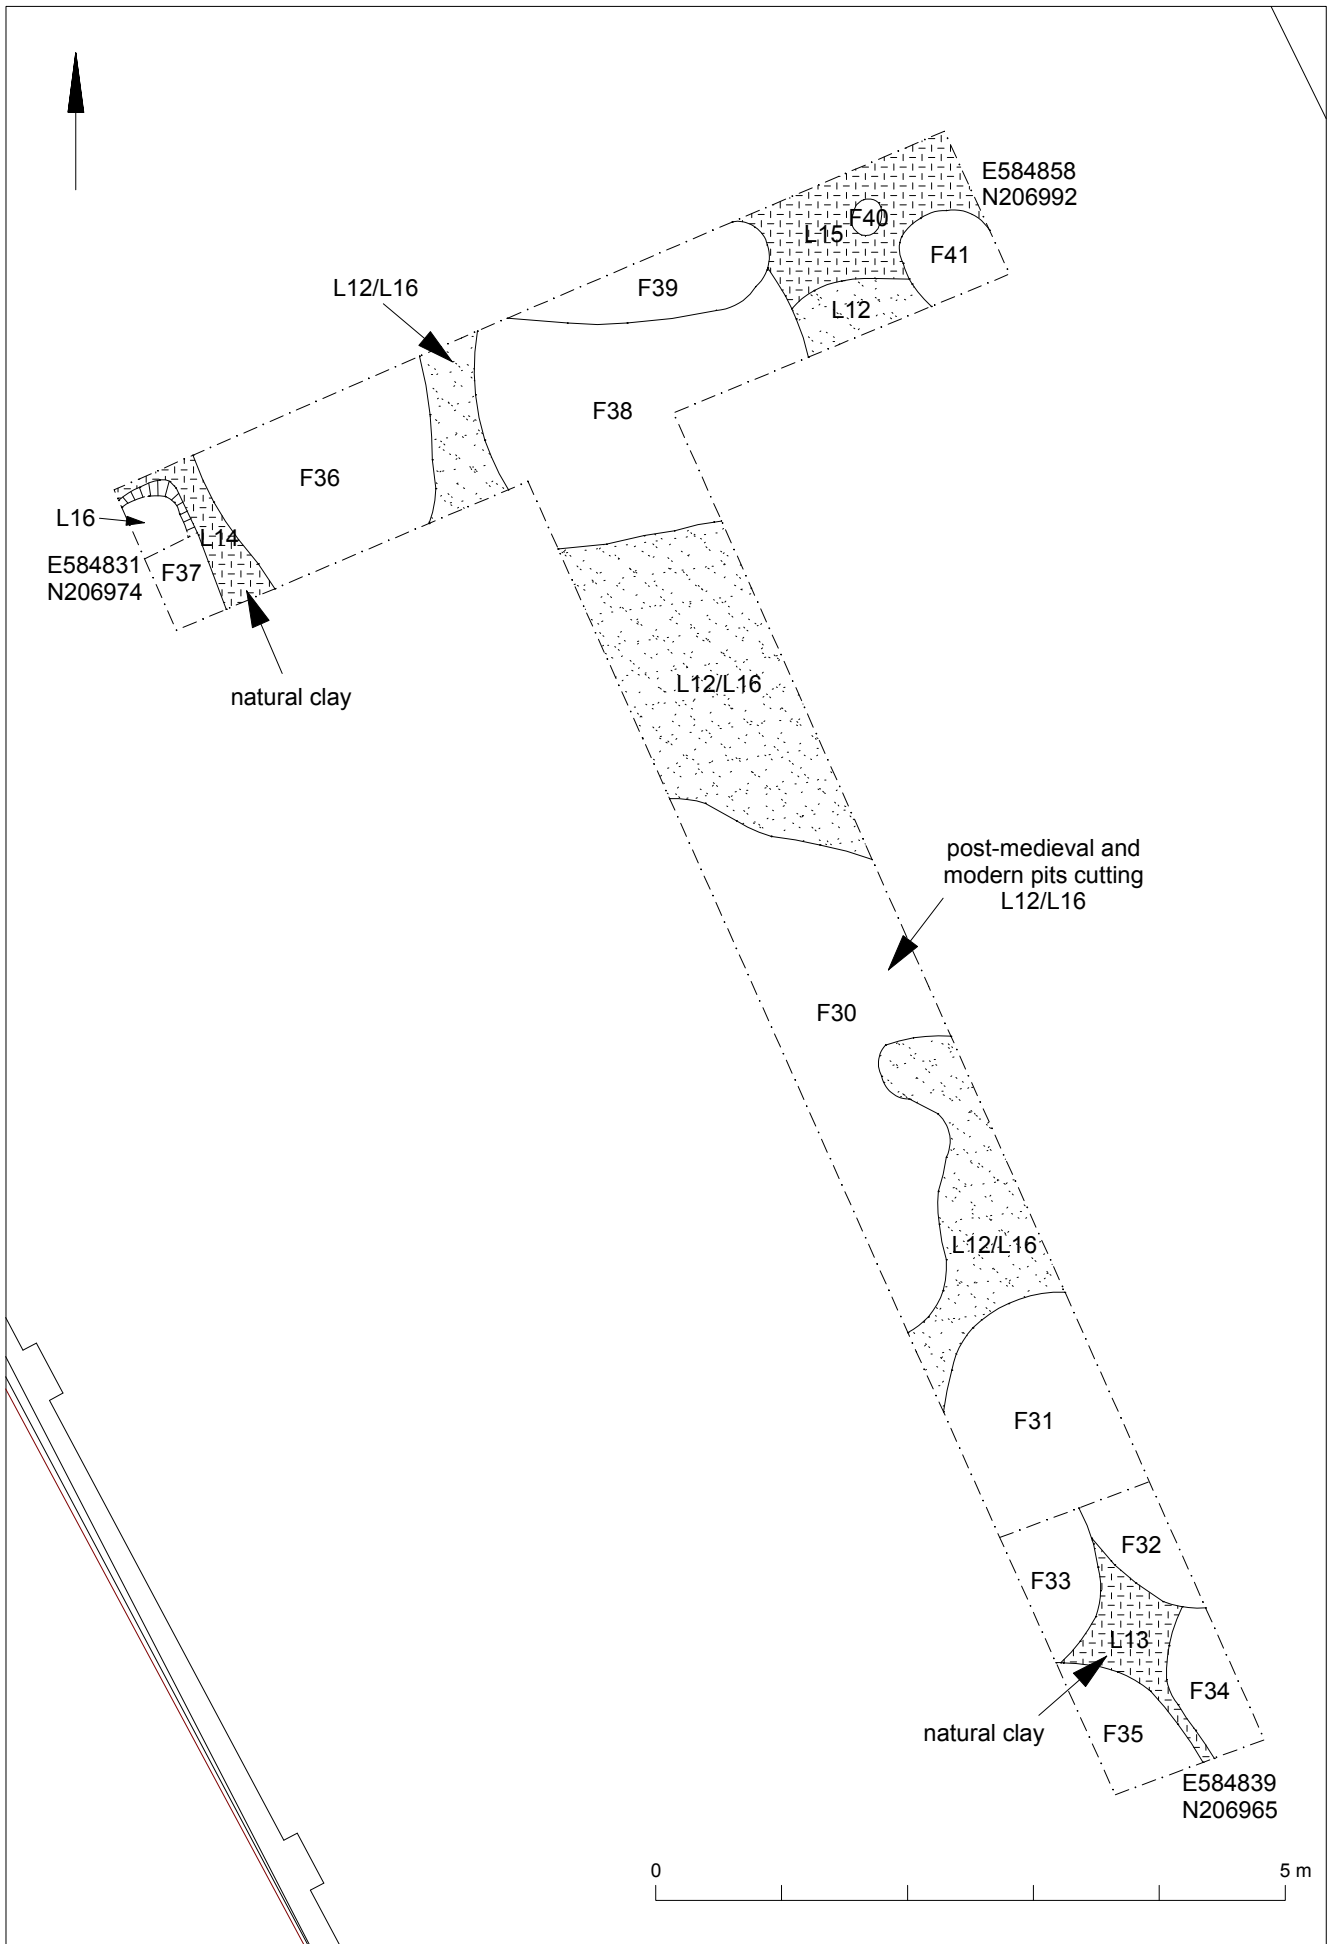 E584858
N206992
F40
L15
F41
L12/L16
F39
L12
F38
F36
L16
L14
E584831
N206974
F37
natural clay
L12/L16
post-medieval and
modern pits cutting
L12/L16
F30
L12/L16
F31
F32
F33
L13
F34
natural clay
F35
E584839
N206965
0
5 m